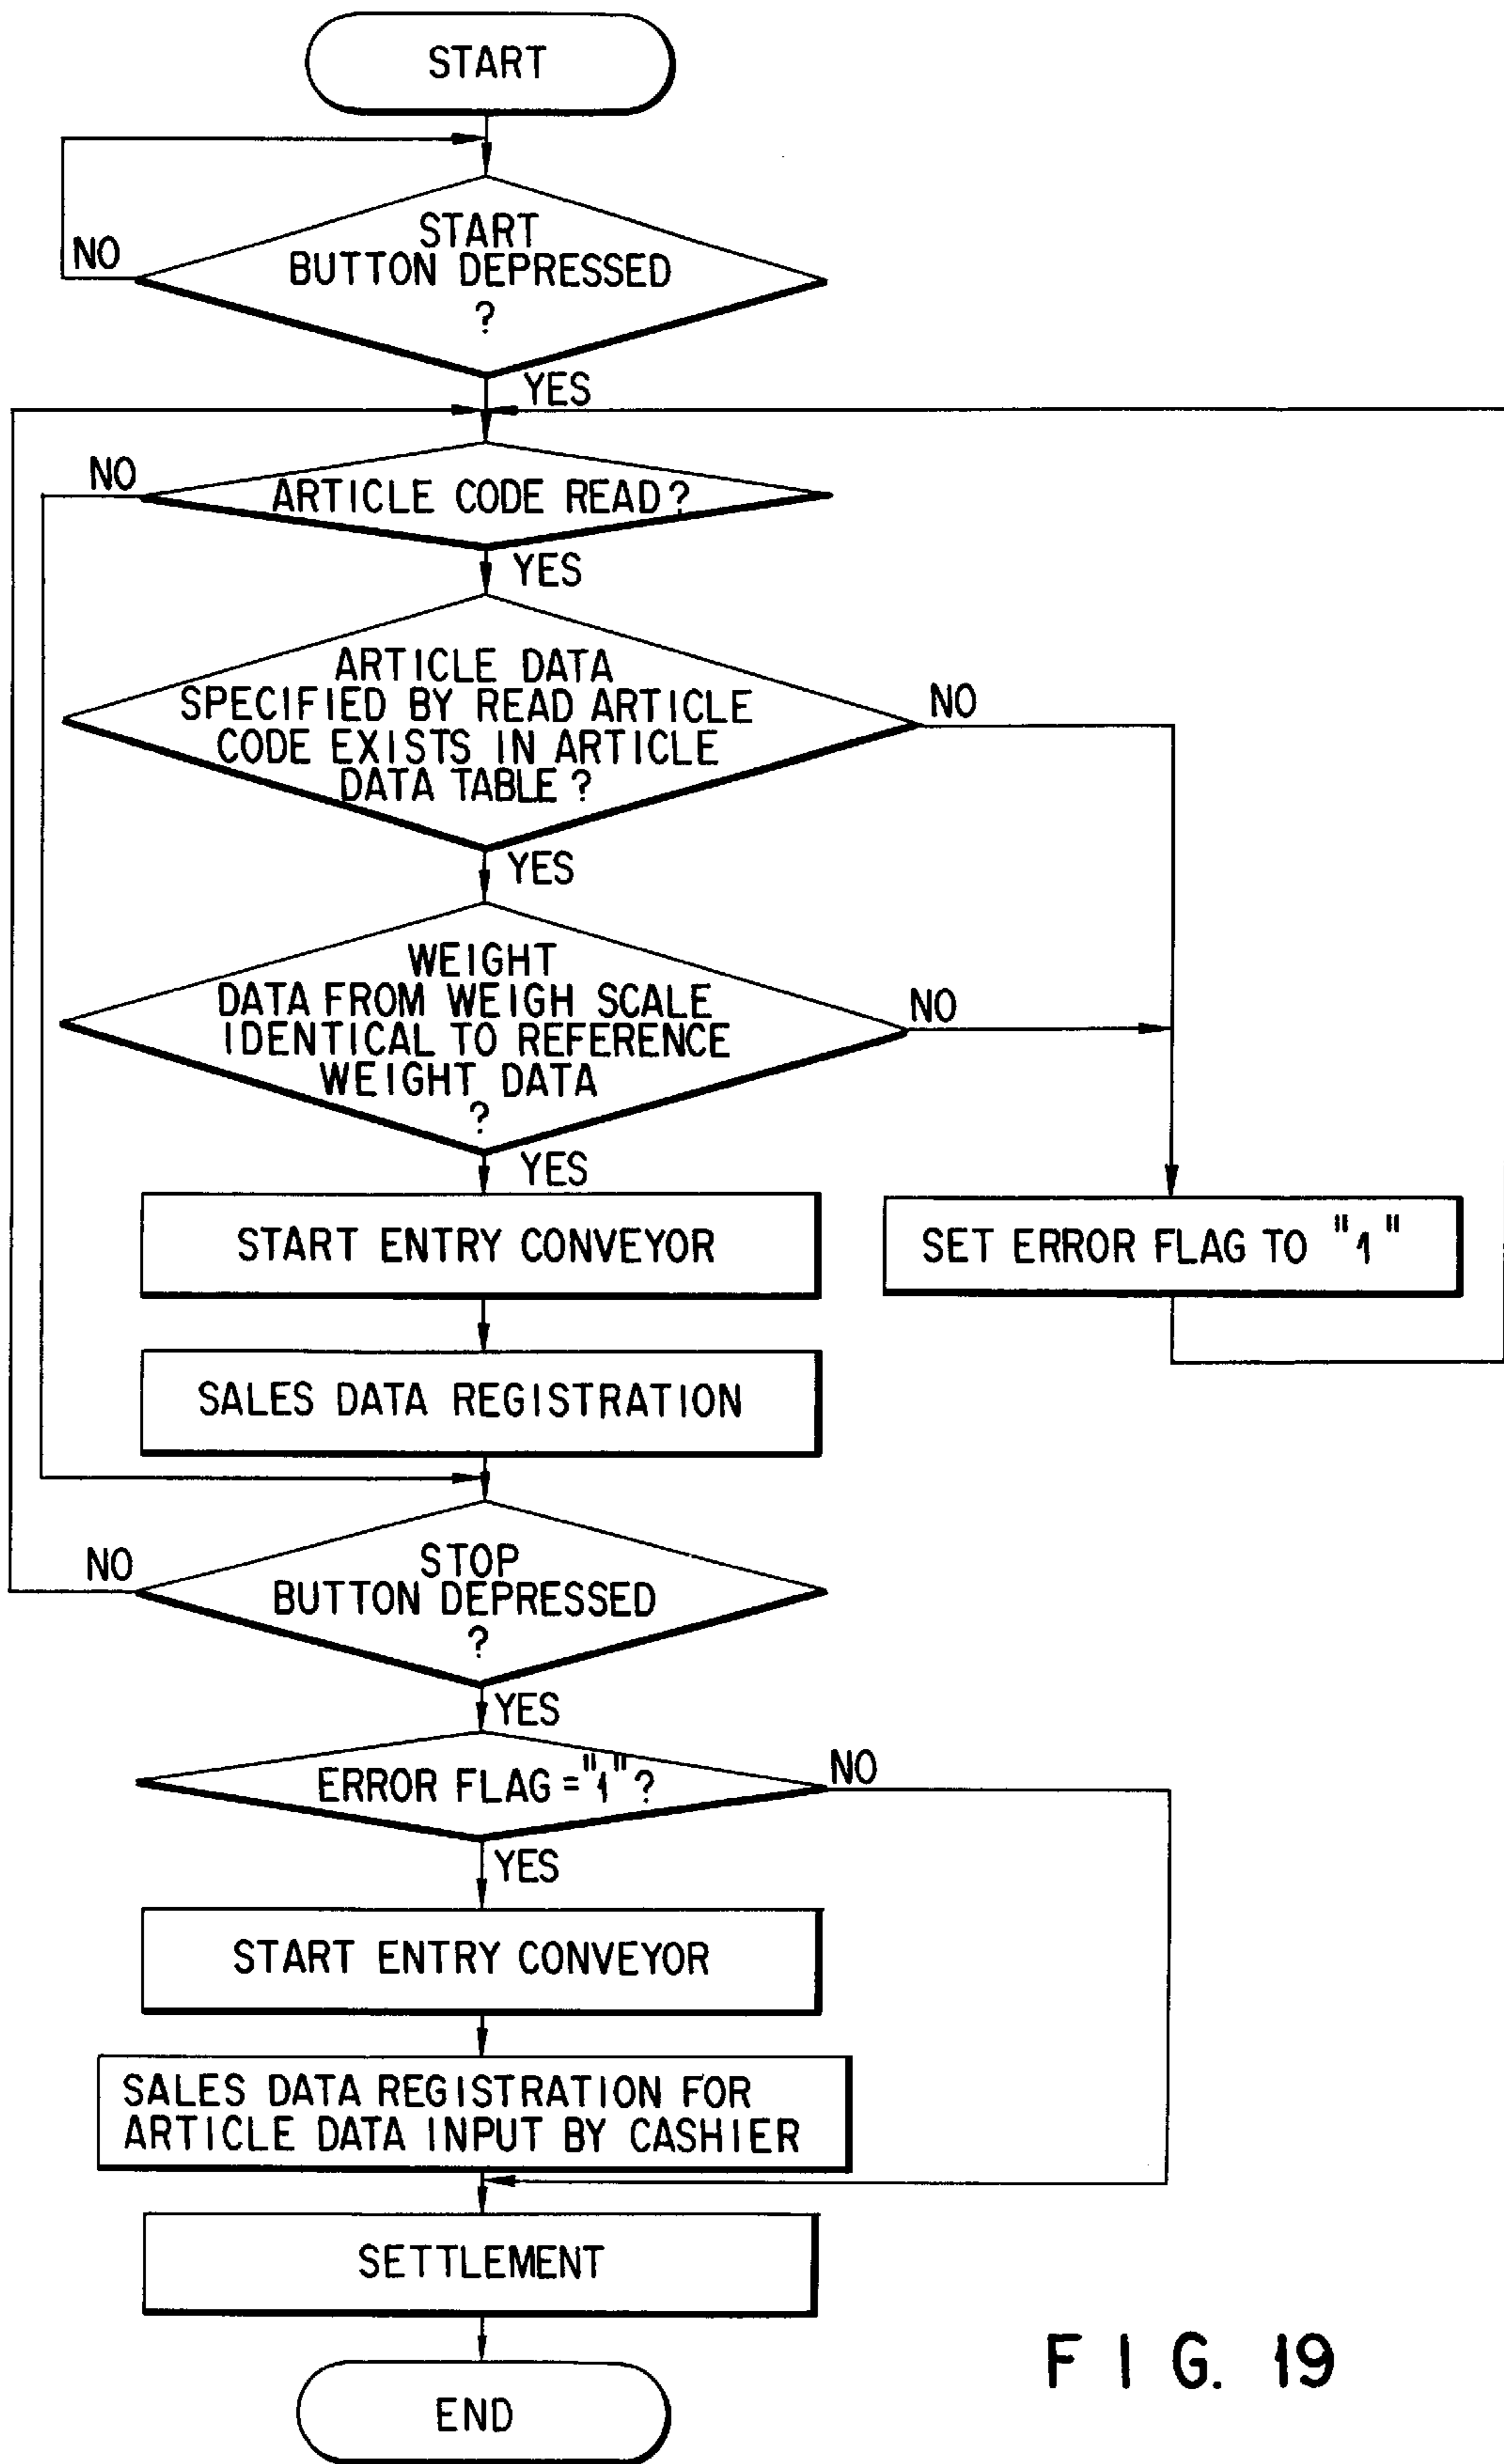 START
START
BUTTON DEPRESSED
?
NO
YES
NO
ARTICLE CODE READ?
YES
ARTICLE DATA
SPECIFIED BY READ ARTICLE
CODE EXISTS IN ARTICLE
DATA TABLE?
NO
YES
WEIGHT
DATA FROM WEIGH SCALE
IDENTICAL TO REFERENCE
WEIGHT DATA
?
NO
YES
START ENTRY CONVEYOR
SET ERROR FLAG TO "1"
SALES DATA REGISTRATION
NO
STOP
BUTTON DEPRESSED
?
YES
ERROR FLAG="1"?
NO
YES
START ENTRY CONVEYOR
SALES DATA REGISTRATION FOR
ARTICLE DATA INPUT BY CASHIER
SETTLEMENT
END
FIG. 19